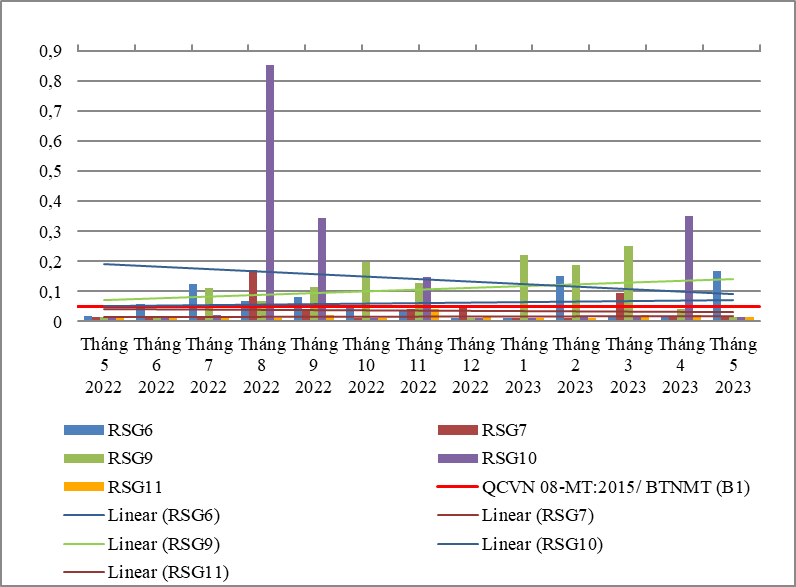 0,9
0,8
0,7
0,6
0,5
0,4
0,3
0,2
0,1
0
Tháng Tháng Tháng Tháng Tháng Tháng Tháng Tháng Tháng Tháng Tháng Tháng Tháng
5 6 7 8 9 10 11 12 1 2 3 4 5
2022 2022 2022 2022 2022 2022 2022 2022 2023 2023 2023 2023 2023
RSG6 RSG7
RSG9 RSG10
RSG11 QCVN 08-MT:2015/ BTNMT (B1)
Linear (RSG6) Linear (RSG7)
Linear (RSG9) Linear (RSG10)
Linear (RSG11)